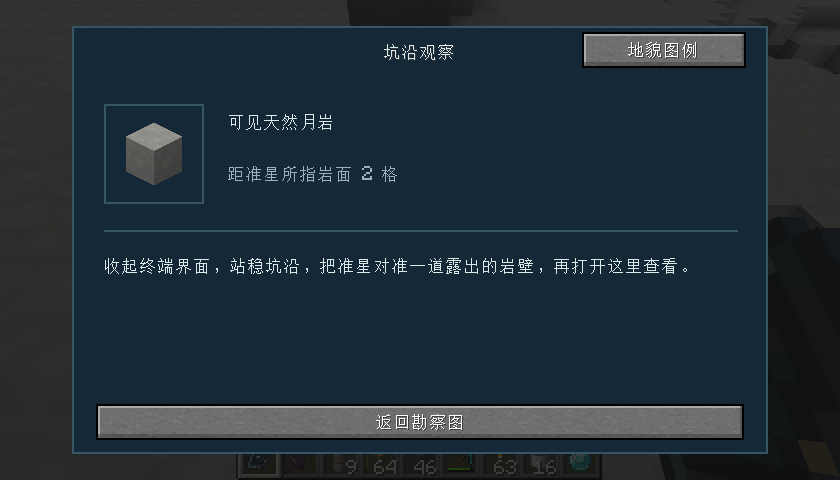 坑沿观察
地貌图例
可见天然月岩
距准星所指岩面 2 格
收起终端界面，站稳坑沿，把准星对准一道露出的岩壁，再打开这里查看。
返回勘察图
9 64 46 63 16